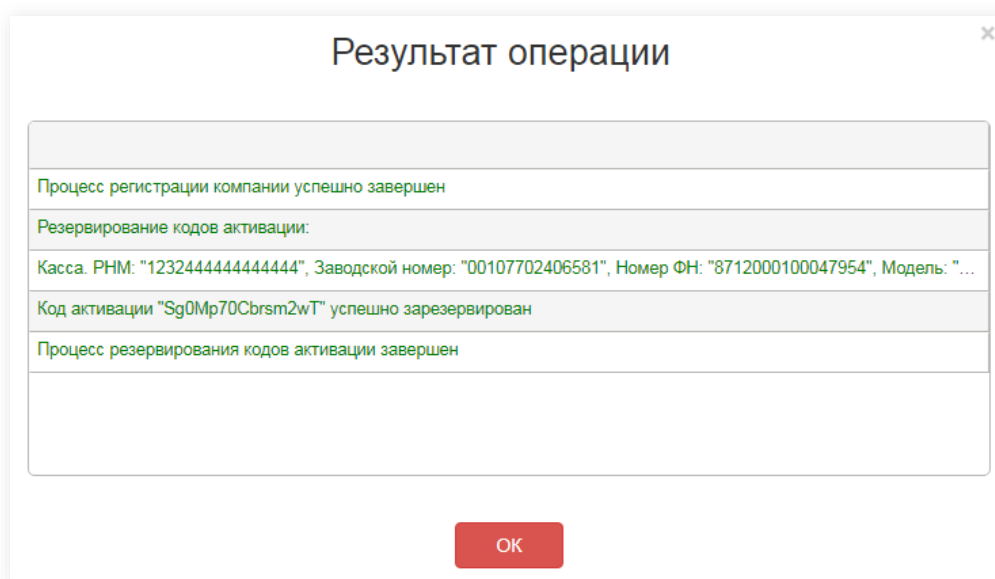 Результат операции
×
Процесс регистрации компании успешно завершен
Резервирование кодов активации:
Касса. РНМ: "1232444444444444", Заводской номер: "00107702406581", Номер ФН: "8712000100047954", Модель: "...
Код активации "Sg0Mp70Cbrsm2wT" успешно зарезервирован
Процесс резервирования кодов активации завершен
ОК